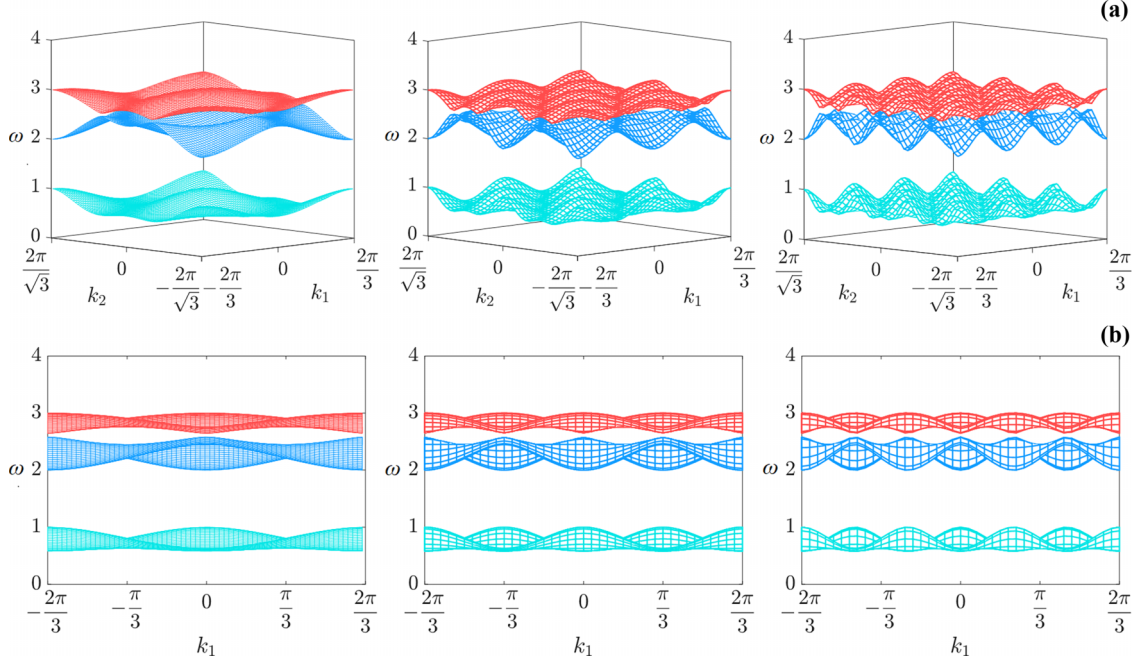 (a)
4 4 4
3 3 3
ω 2 ω 2 ω 2
1 1 1
0 0 0
2π/√3 0 −2π/√3 −2π/3 0 2π/3 2π/√3 0 −2π/√3 −2π/3 0 2π/3 2π/√3 0 −2π/√3 −2π/3 0 2π/3
k₂ k₁ k₂ k₁ k₂ k₁
(b)
4 4 4
3 3 3
ω 2 ω 2 ω 2
1 1 1
0 0 0
−2π/3 −π/3 0 π/3 2π/3 −2π/3 −π/3 0 π/3 2π/3 −2π/3 −π/3 0 π/3 2π/3
k₁ k₁ k₁